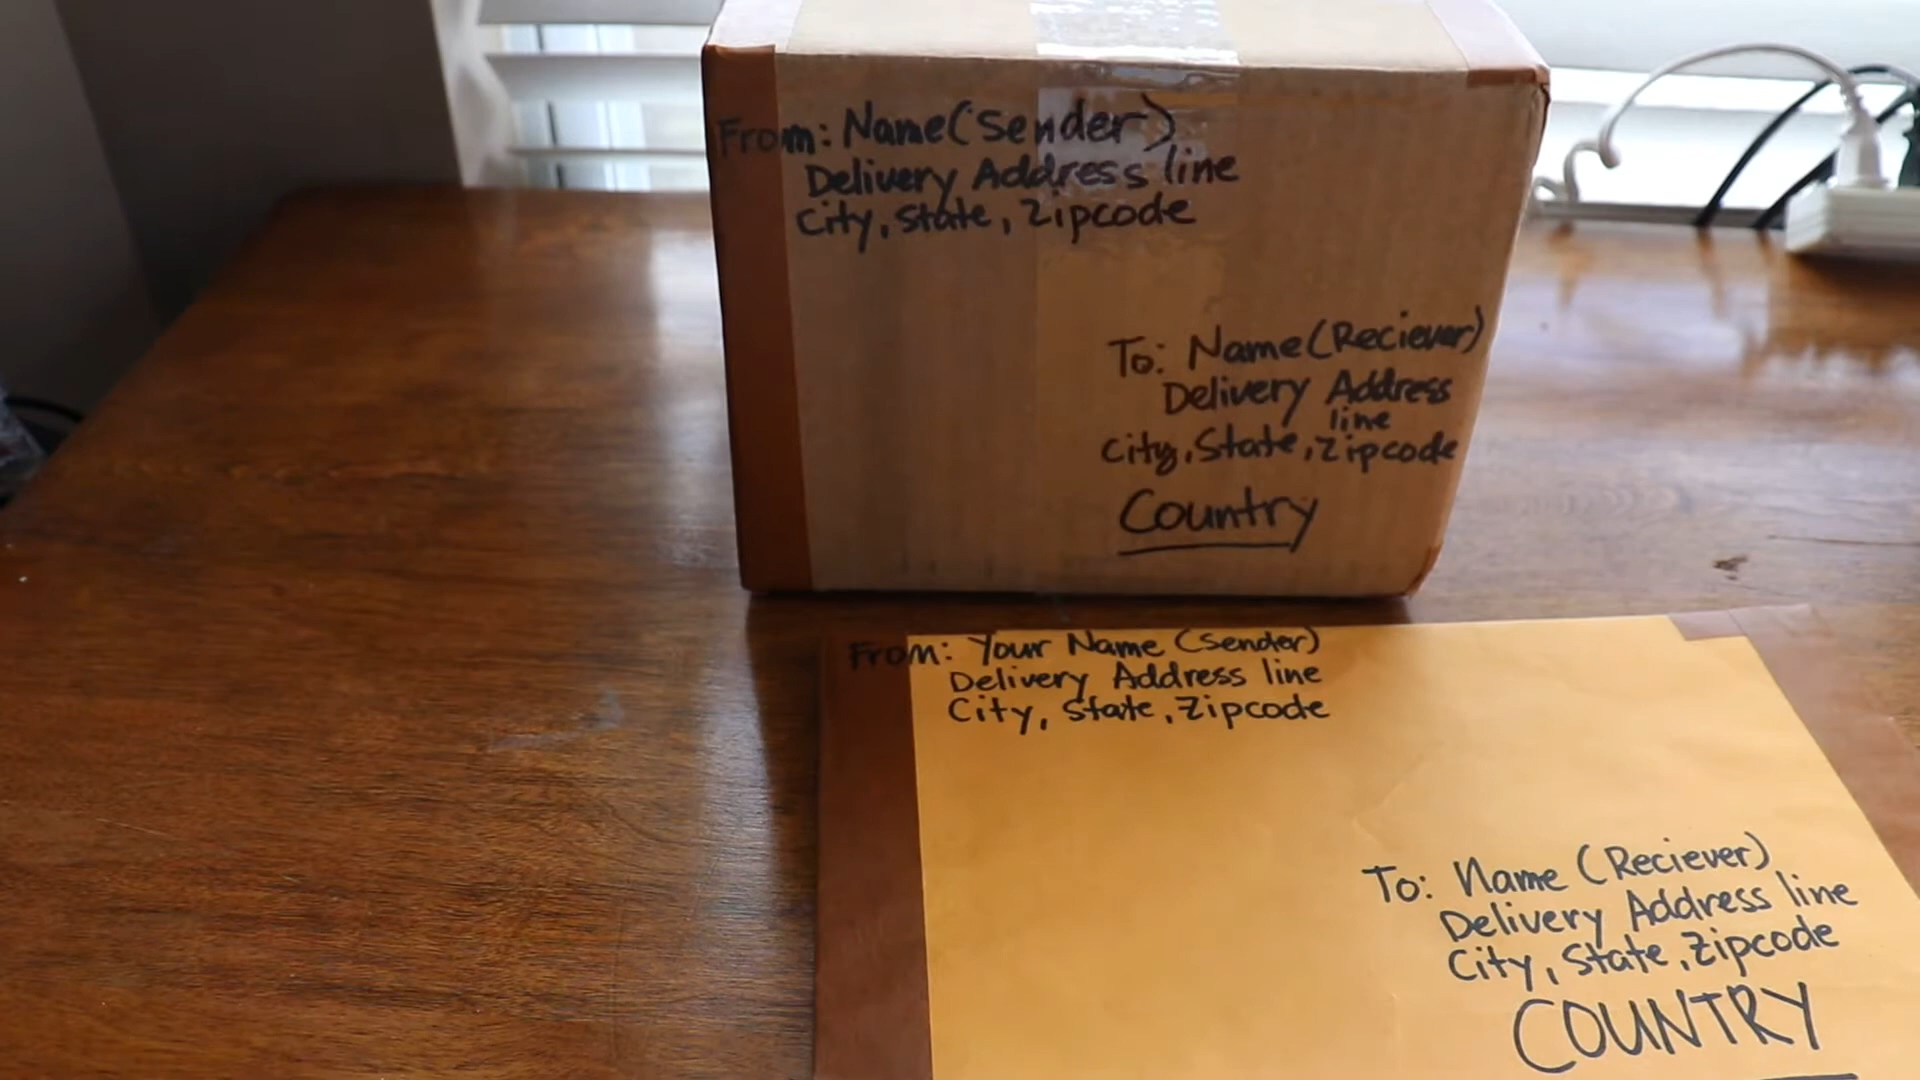 From: Name (Sender)
Delivery Address line
City, State, Zipcode
To: Name (Reciever)
Delivery Address
line
City, State, Zipcode
Country
From: Your Name (Sender)
Delivery Address line
City, State, Zipcode
To: Name (Reciever)
Delivery Address line
City, State, Zipcode
COUNTRY